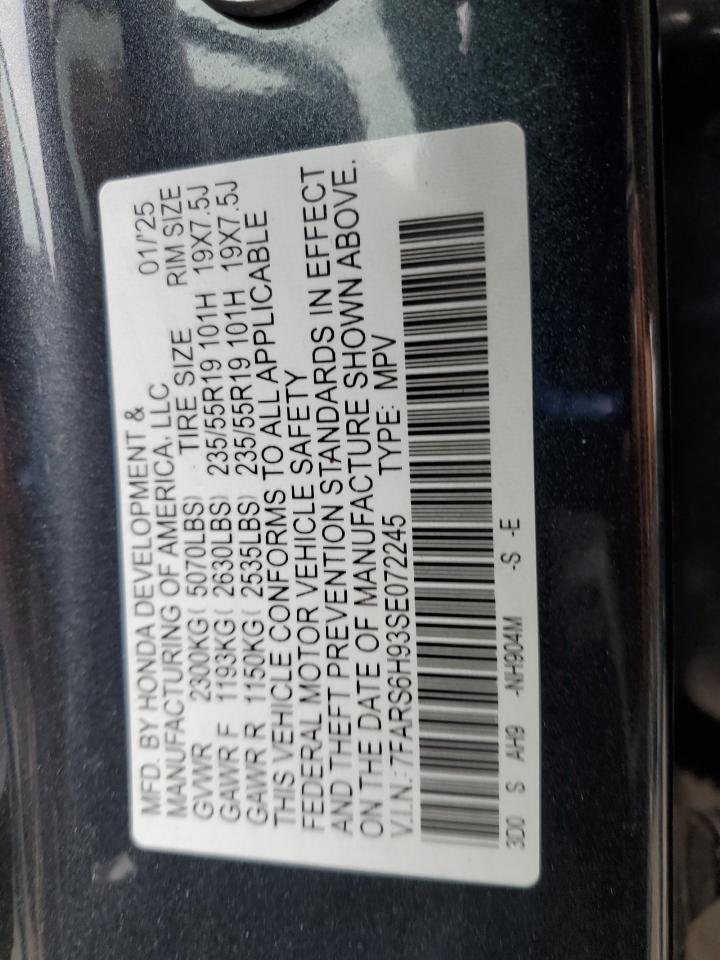 MFD. BY HONDA DEVELOPMENT &
MANUFACTURING OF AMERICA, LLC 01/'25
GVWR 2300KG( 5070LBS) TIRE SIZE RIM SIZE
GAWR F 1193KG( 2630LBS) 235/55R19 101H 19X7.5J
GAWR R 1150KG( 2535LBS) 235/55R19 101H 19X7.5J
THIS VEHICLE CONFORMS TO ALL APPLICABLE
FEDERAL MOTOR VEHICLE SAFETY
AND THEFT PREVENTION STANDARDS IN EFFECT
ON THE DATE OF MANUFACTURE SHOWN ABOVE.
V.I.N.: 7FARS6H93SE072245 TYPE: MPV
3D0 S AH9 -NH904M -S -E